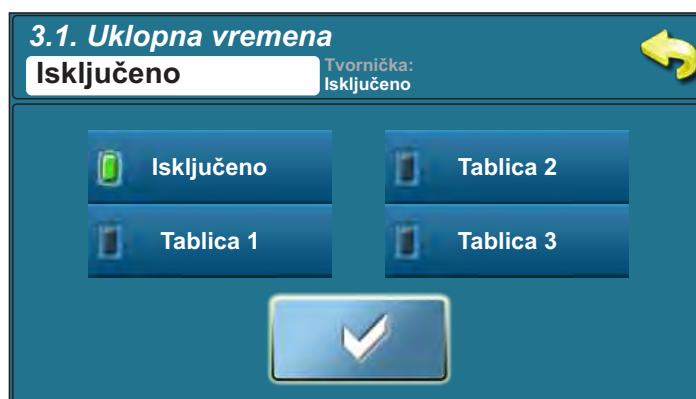 3.1. Uklopna vremena
Isključeno
Tvornička:
Isključeno
Isključeno
Tablica 2
Tablica 1
Tablica 3